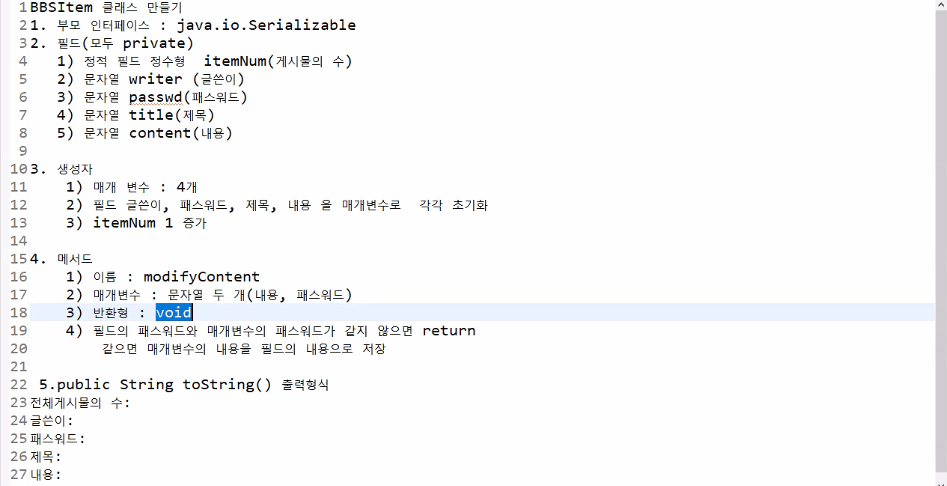 1 BBSItem 클래스 만들기
2 1. 부모 인터페이스 : java.io.Serializable
3 2. 필드(모두 private)
4 1) 정적 필드 정수형 itemNum(게시물의 수)
5 2) 문자열 writer (글쓴이)
6 3) 문자열 passwd(패스워드)
7 4) 문자열 title(제목)
8 5) 문자열 content(내용)
9
10 3. 생성자
11 1) 매개 변수 : 4개
12 2) 필드 글쓴이, 패스워드, 제목, 내용 을 매개변수로 각각 초기화
13 3) itemNum 1 증가
14
15 4. 메서드
16 1) 이름 : modifyContent
17 2) 매개변수 : 문자열 두 개(내용, 패스워드)
18 3) 반환형 : void
19 4) 필드의 패스워드와 매개변수의 패스워드가 같지 않으면 return
20 같으면 매개변수의 내용을 필드의 내용으로 저장
21
22 5.public String toString() 출력형식
23 전체게시물의 수:
24 글쓴이:
25 패스워드:
26 제목:
27 내용: